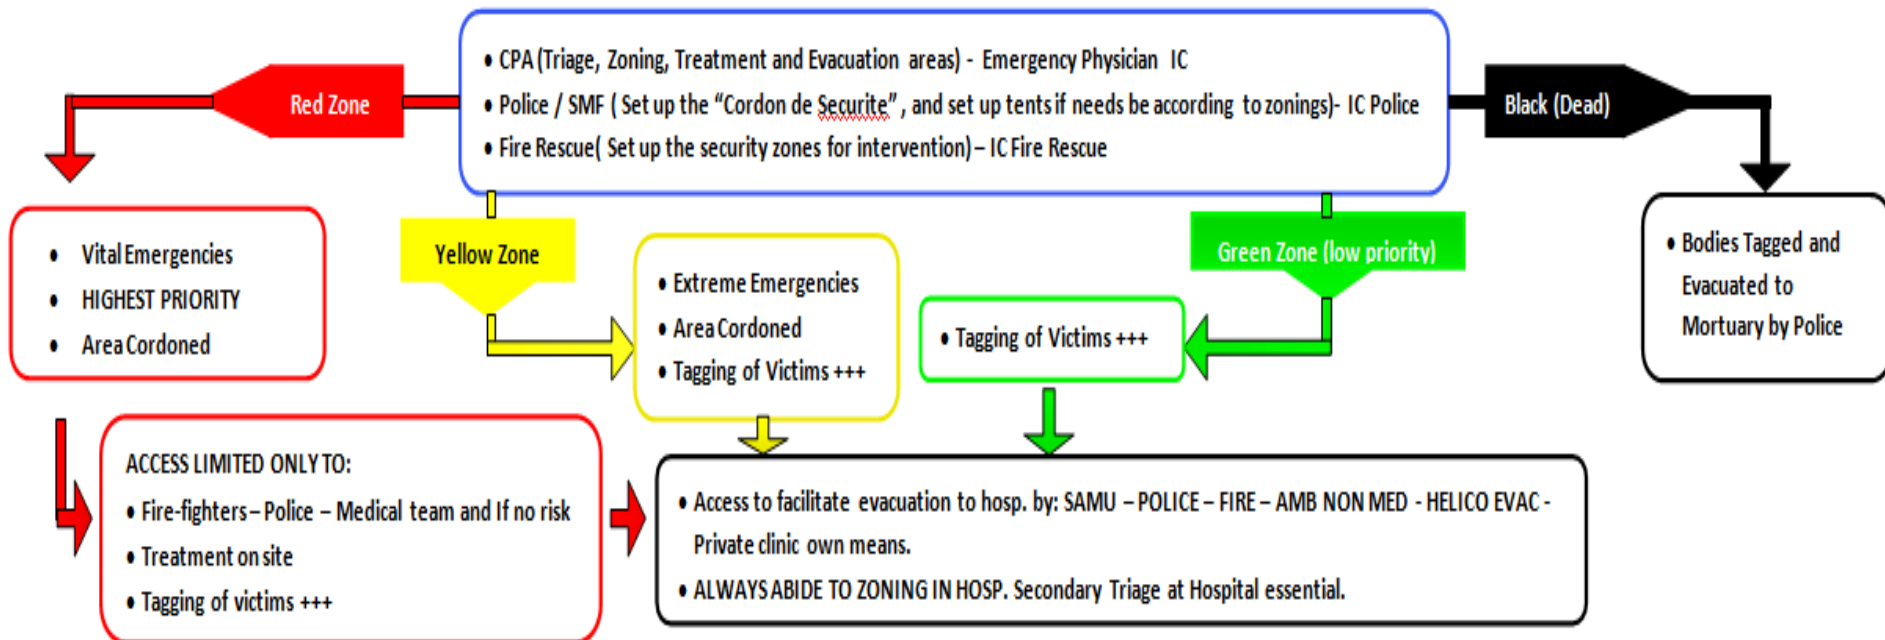 • CPA (Triage, Zoning, Treatment and Evacuation areas) - Emergency Physician IC
• Police / SMF ( Set up the “Cordon de Securite” , and set up tents if needs be according to zonings)- IC Police
• Fire Rescue( Set up the security zones for intervention) – IC Fire Rescue
Red Zone
Black (Dead)
• Vital Emergencies
• HIGHEST PRIORITY
• Area Cordoned
Yellow Zone
• Extreme Emergencies
• Area Cordoned
• Tagging of Victims +++
Green Zone (low priority)
• Tagging of Victims +++
• Bodies Tagged and
Evacuated to
Mortuary by Police
ACCESS LIMITED ONLY TO:
• Fire-fighters – Police – Medical team and If no risk
• Treatment on site
• Tagging of victims +++
• Access to facilitate evacuation to hosp. by: SAMU – POLICE – FIRE – AMB NON MED - HELICO EVAC -
Private clinic own means.
• ALWAYS ABIDE TO ZONING IN HOSP. Secondary Triage at Hospital essential.